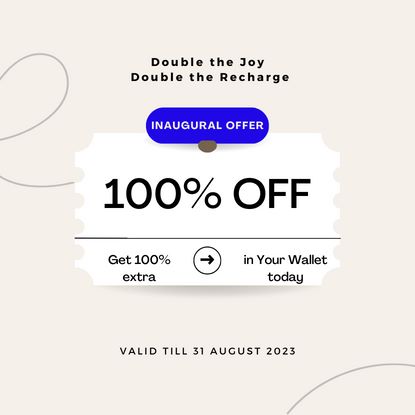 Double the Joy
Double the Recharge
INAUGURAL OFFER
100% OFF
Get 100%
extra
in Your Wallet
today
VALID TILL 31 AUGUST 2023